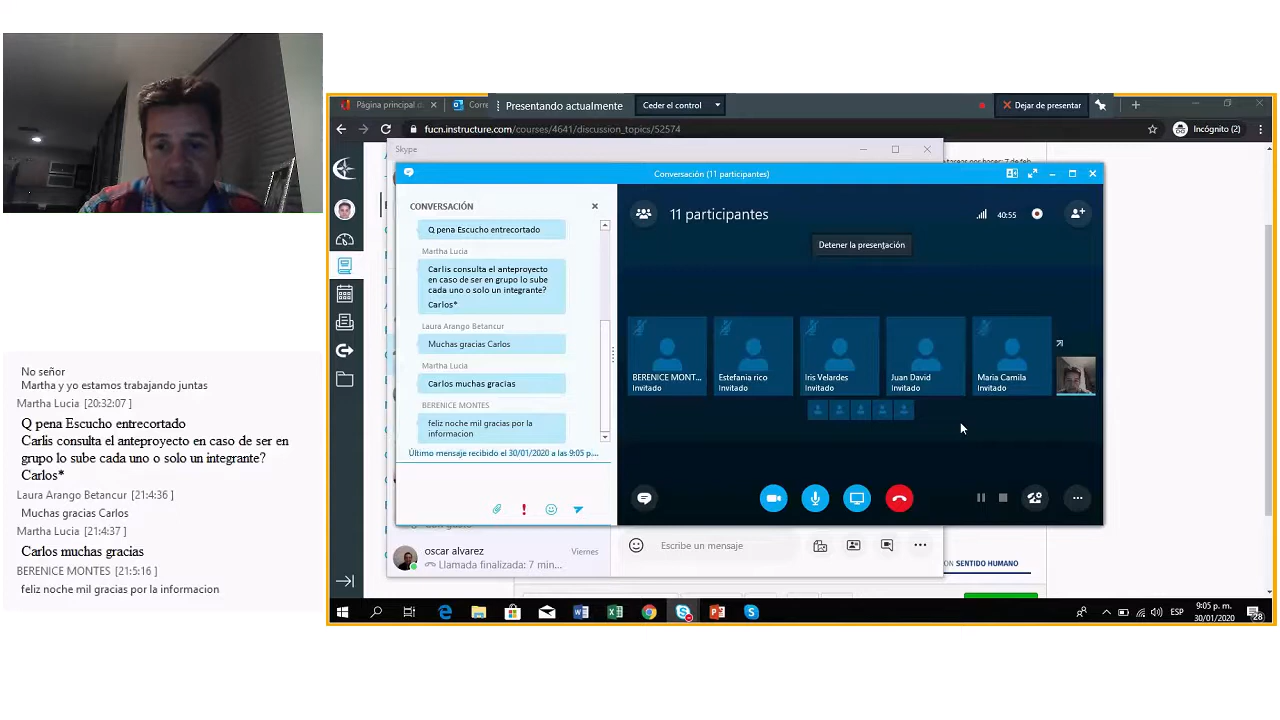 No señor
Martha y yo estamos trabajando juntas
Martha Lucia [20:32:07]
Q pena Escucho entrecortado
Carlis consulta el anteproyecto en caso de ser en
grupo lo sube cada uno o solo un integrante?
Carlos*
Laura Arango Betancur [21:4:36]
Muchas gracias Carlos
Martha Lucia [21:4:37]
Carlos muchas gracias
BERENICE MONTES [21:5:16]
feliz noche mil gracias por la informacion
Página principal d
Corre
Presentando actualmente
Ceder el control
Dejar de presentar
fucn.instructure.com/courses/4641/discussion_topics/52574
Incógnito (2)
Skype
Conversación (11 participantes)
CONVERSACIÓN
Q pena Escucho entrecortado
Martha Lucia
Carlis consulta el anteproyecto
en caso de ser en grupo lo sube
cada uno o solo un integrante?
Carlos*
Laura Arango Betancur
Muchas gracias Carlos
Martha Lucia
Carlos muchas gracias
BERENICE MONTES
feliz noche mil gracias por la
informacion
Último mensaje recibido el 30/01/2020 a las 9:05 p....
11 participantes
40:55
Detener la presentación
BERENICE MONT...
Invitado
Estefania rico
Invitado
Iris Velardes
Invitado
Juan David
Invitado
Maria Camila
Invitado
oscar alvarez
Viernes
Llamada finalizada: 7 min...
Escribe un mensaje
ON SENTIDO HUMANO
ESP
9:05 p. m.
30/01/2020
28